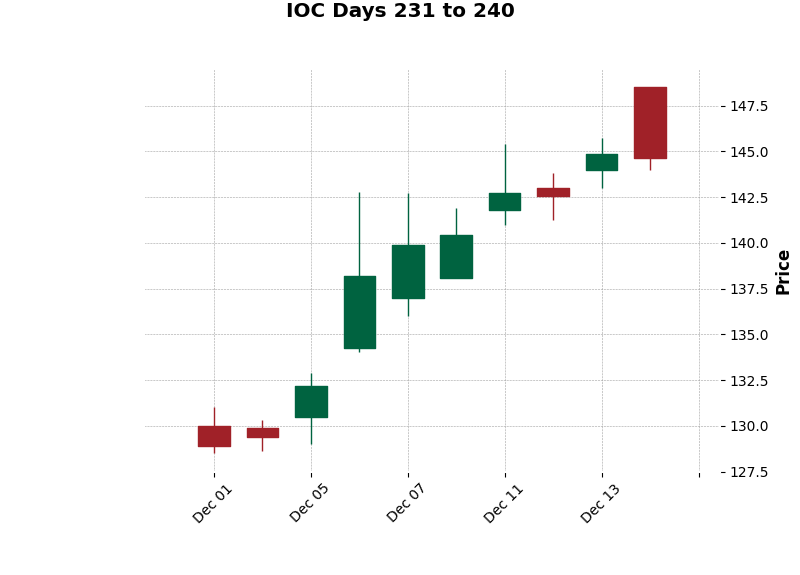 IOC Days 231 to 240
147.5
145.0
142.5
140.0
137.5
135.0
132.5
130.0
127.5
Price
Dec 01
Dec 05
Dec 07
Dec 11
Dec 13